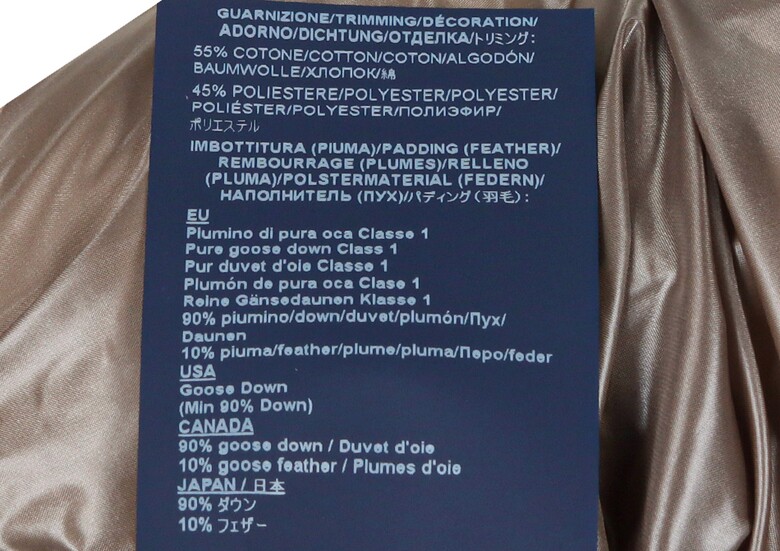 GUARNIZIONE/TRIMMING/DÉCORATION/
ADORNO/DICHTUNG/ОТДЕЛКА/トリミング:
55% COTONE/COTTON/COTON/ALGODÓN/
BAUMWOLLE/ХЛОПОК/綿
45% POLIESTERE/POLYESTER/POLYESTER/
POLIÉSTER/POLYESTER/ПОЛИЭФИР/
ポリエステル
IMBOTTITURA (PIUMA)/PADDING (FEATHER)/
REMBOURRAGE (PLUMES)/RELLENO
(PLUMA)/POLSTERMATERIAL (FEDERN)/
НАПОЛНИТЕЛЬ (ПУХ)/パディング(羽毛):
EU
Piumino di pura oca Classe 1
Pure goose down Class 1
Pur duvet d'oie Classe 1
Plumón de pura oca Clase 1
Reine Gänsedaunen Klasse 1
90% piumino/down/duvet/plumón/Пух/
Daunen
10% piuma/feather/plume/pluma/Перо/feder
USA
Goose Down
(Min 90% Down)
CANADA
90% goose down / Duvet d'oie
10% goose feather / Plumes d'oie
JAPAN / 日本
90% ダウン
10% フェザー